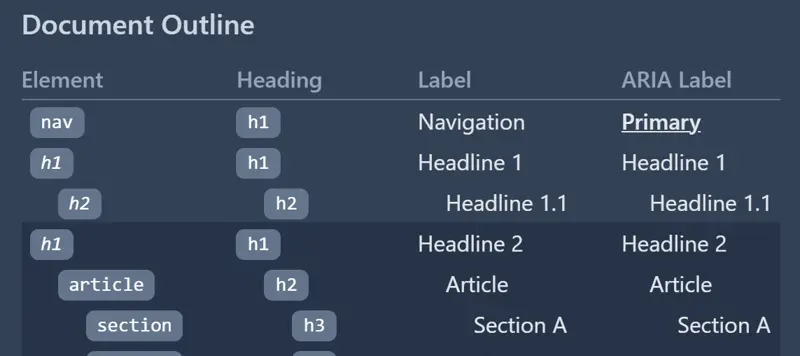 Document Outline
Element Heading Label ARIA Label
nav h1 Navigation Primary
h1 h1 Headline 1 Headline 1
h2 h2 Headline 1.1 Headline 1.1
h1 h1 Headline 2 Headline 2
article h2 Article Article
section h3 Section A Section A